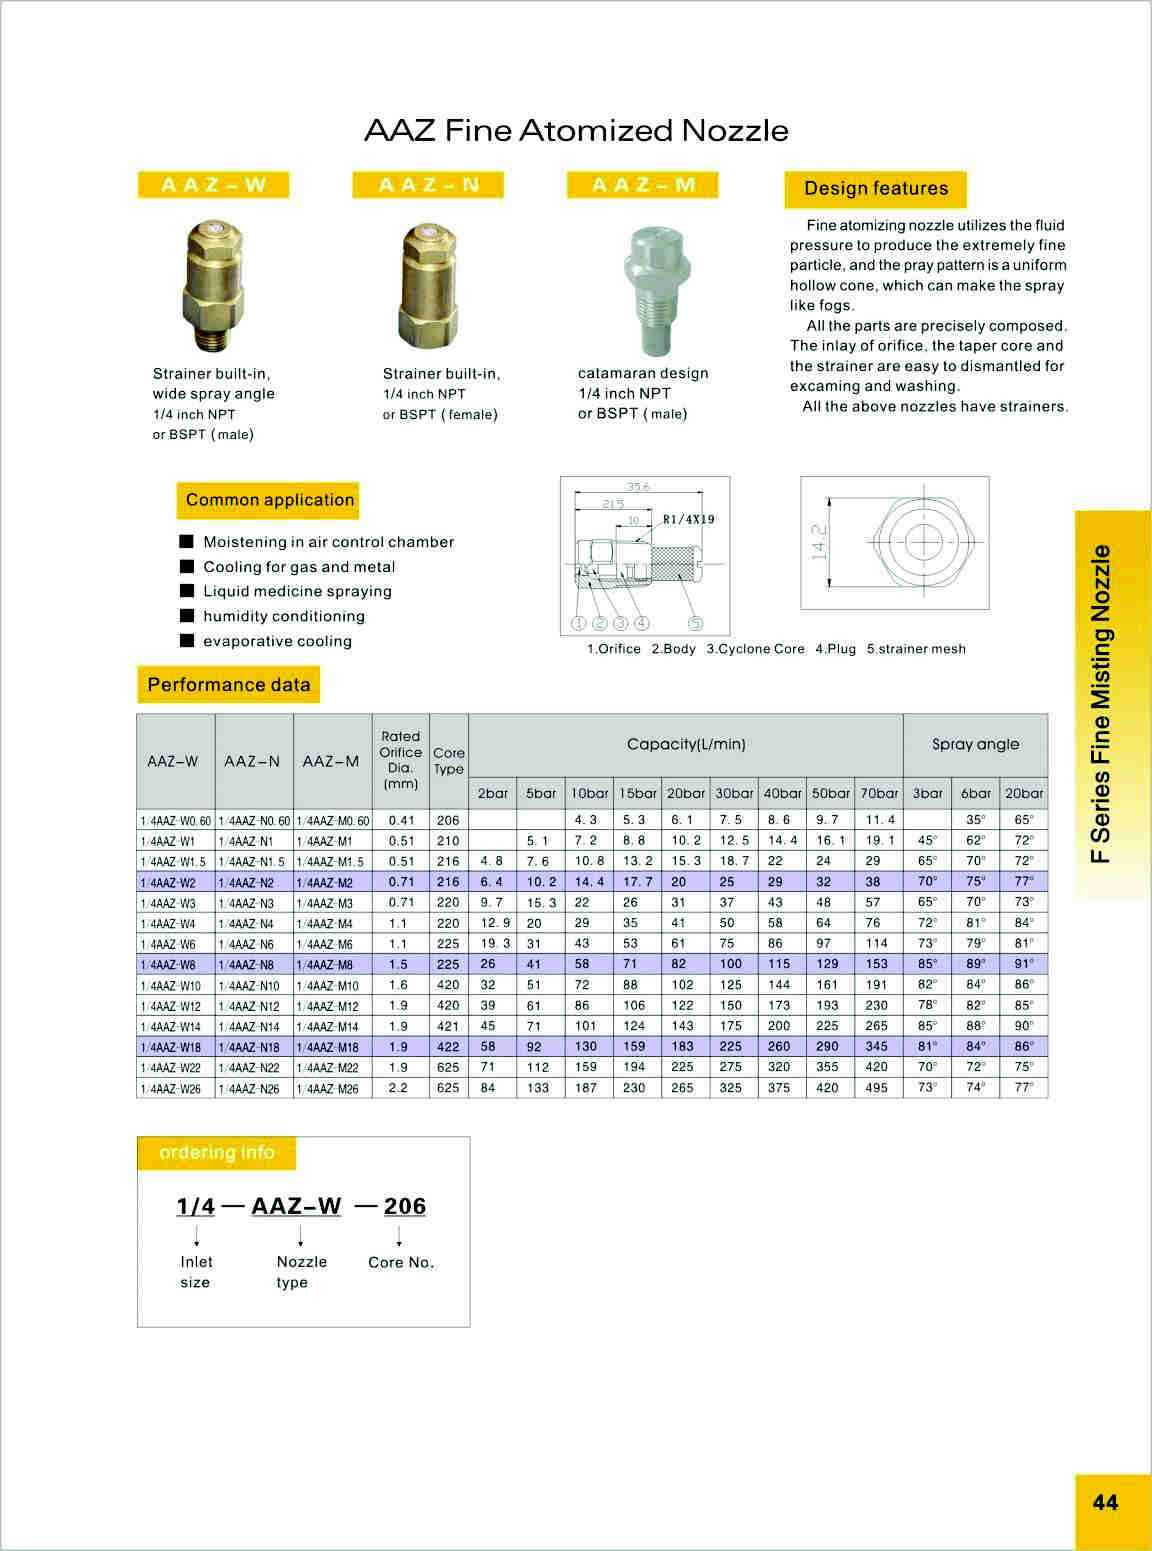 AAZ Fine Atomized Nozzle
AAZ-W
AAZ-N
AAZ-M
Strainer built-in,
wide spray angle
1/4 inch NPT
or BSPT ( male)
Strainer built-in,
1/4 inch NPT
or BSPT ( female)
catamaran design
1/4 inch NPT
or BSPT ( male)
Design features
Fine atomizing nozzle utilizes the fluid
pressure to produce the extremely fine
particle, and the pray pattern is a uniform
hollow cone, which can make the spray
like fogs.
All the parts are precisely composed.
The inlay of orifice, the taper core and
the strainer are easy to dismantled for
excaming and washing.
All the above nozzles have strainers.
Common application
■ Moistening in air control chamber
■ Cooling for gas and metal
■ Liquid medicine spraying
■ humidity conditioning
■ evaporative cooling
35.6
21.5
10 R1/4X19
① ② ③ ④ ⑤
14.2
1.Orifice 2.Body 3.Cyclone Core 4.Plug 5.strainer mesh
Performance data
AAZ-W AAZ-N AAZ-M Rated Orifice Dia. (mm) Core Type Capacity(L/min) Spray angle
2bar 5bar 10bar 15bar 20bar 30bar 40bar 50bar 70bar 3bar 6bar 20bar
1/4AAZ-W0.60 1/4AAZ-N0.60 1/4AAZ-M0.60 0.41 206 4.3 5.3 6.1 7.5 8.6 9.7 11.4 35° 65°
1/4AAZ-W1 1/4AAZ-N1 1/4AAZ-M1 0.51 210 5.1 7.2 8.8 10.2 12.5 14.4 16.1 19.1 45° 62° 72°
1/4AAZ-W1.5 1/4AAZ-N1.5 1/4AAZ-M1.5 0.51 216 4.8 7.6 10.8 13.2 15.3 18.7 22 24 29 65° 70° 72°
1/4AAZ-W2 1/4AAZ-N2 1/4AAZ-M2 0.71 216 6.4 10.2 14.4 17.7 20 25 29 32 38 70° 75° 77°
1/4AAZ-W3 1/4AAZ-N3 1/4AAZ-M3 0.71 220 9.7 15.3 22 26 31 37 43 48 57 65° 70° 73°
1/4AAZ-W4 1/4AAZ-N4 1/4AAZ-M4 1.1 220 12.9 20 29 35 41 50 58 64 76 72° 81° 84°
1/4AAZ-W6 1/4AAZ-N6 1/4AAZ-M6 1.1 225 19.3 31 43 53 61 75 86 97 114 73° 79° 81°
1/4AAZ-W8 1/4AAZ-N8 1/4AAZ-M8 1.5 225 26 41 58 71 82 100 115 129 153 85° 89° 91°
1/4AAZ-W10 1/4AAZ-N10 1/4AAZ-M10 1.6 420 32 51 72 88 102 125 144 161 191 82° 84° 86°
1/4AAZ-W12 1/4AAZ-N12 1/4AAZ-M12 1.9 420 39 61 86 106 122 150 173 193 230 78° 82° 85°
1/4AAZ-W14 1/4AAZ-N14 1/4AAZ-M14 1.9 421 45 71 101 124 143 175 200 225 265 85° 88° 90°
1/4AAZ-W18 1/4AAZ-N18 1/4AAZ-M18 1.9 422 58 92 130 159 183 225 260 290 345 81° 84° 86°
1/4AAZ-W22 1/4AAZ-N22 1/4AAZ-M22 1.9 625 71 112 159 194 225 275 320 355 420 70° 72° 75°
1/4AAZ-W26 1/4AAZ-N26 1/4AAZ-M26 2.2 625 84 133 187 230 265 325 375 420 495 73° 74° 77°
ordering info
1/4 — AAZ-W — 206
Inlet size
Nozzle type
Core No.
F Series Fine Misting Nozzle
44